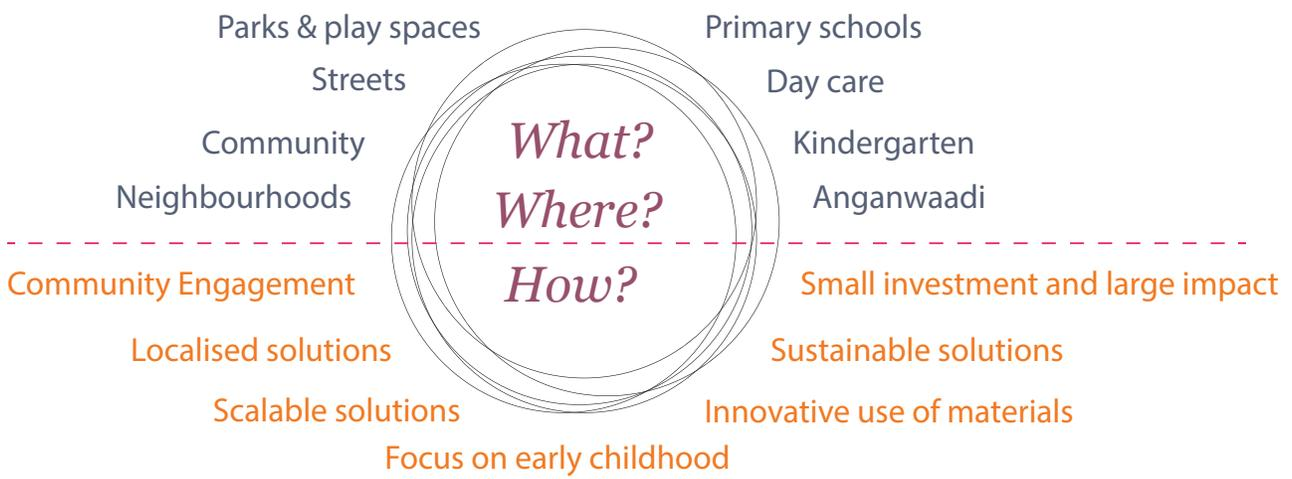 Parks & play spaces
Primary schools
Streets
Day care
What?
Community
Kindergarten
Neighbourhoods
Where?
Anganwaadi
Community Engagement
How?
Small investment and large impact
Localised solutions
Sustainable solutions
Scalable solutions
Innovative use of materials
Focus on early childhood